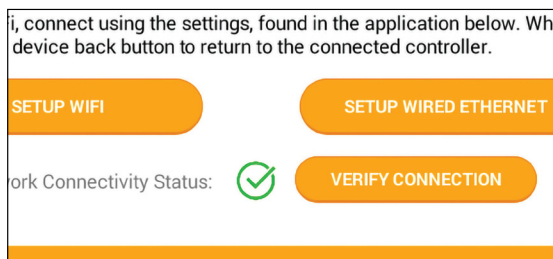 i, connect using the settings, found in the application below. Wh
device back button to return to the connected controller.
SETUP WIFI
SETUP WIRED ETHERNET
ork Connectivity Status:
VERIFY CONNECTION